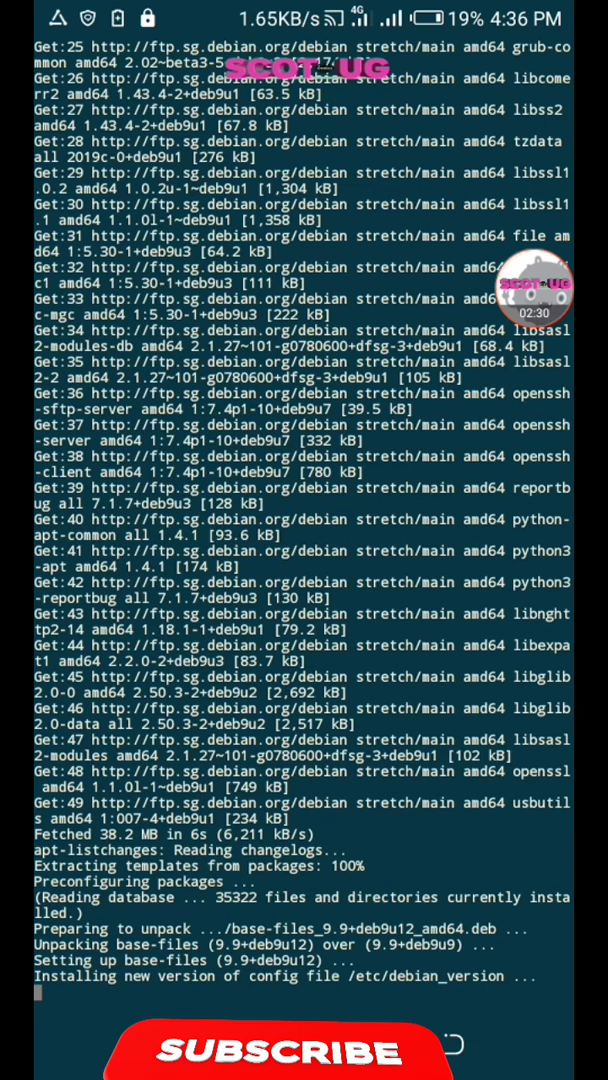 1.65KB/s 4G 19% 4:36 PM
Get:25 http://ftp.sg.debian.org/debian stretch/main amd64 grub-co
mmon amd64 2.02~beta3-5
SCOT UG
Get:26 http://ftp.sg.debian.org/debian stretch/main amd64 libcome
rr2 amd64 1.43.4-2+deb9u1 [63.5 kB]
Get:27 http://ftp.sg.debian.org/debian stretch/main amd64 libss2
amd64 1.43.4-2+deb9u1 [67.8 kB]
Get:28 http://ftp.sg.debian.org/debian stretch/main amd64 tzdata
all 2019c-0+deb9u1 [276 kB]
Get:29 http://ftp.sg.debian.org/debian stretch/main amd64 libssl1
.0.2 amd64 1.0.2u-1~deb9u1 [1,304 kB]
Get:30 http://ftp.sg.debian.org/debian stretch/main amd64 libssl1
.1 amd64 1.1.0l-1~deb9u1 [1,358 kB]
Get:31 http://ftp.sg.debian.org/debian stretch/main amd64 file am
d64 1:5.30-1+deb9u3 [64.2 kB]
Get:32 http://ftp.sg.debian.org/debian stretch/main amd64
c1 amd64 1:5.30-1+deb9u3 [111 kB]
SCOT UG
Get:33 http://ftp.sg.debian.org/debian stretch/main amd64
c-mgc amd64 1:5.30-1+deb9u3 [222 kB]
02:30
Get:34 http://ftp.sg.debian.org/debian stretch/main amd64 libsasl
2-modules-db amd64 2.1.27~101-g0780600+dfsg-3+deb9u1 [68.4 kB]
Get:35 http://ftp.sg.debian.org/debian stretch/main amd64 libsasl
2-2 amd64 2.1.27~101-g0780600+dfsg-3+deb9u1 [105 kB]
Get:36 http://ftp.sg.debian.org/debian stretch/main amd64 openssh
-sftp-server amd64 1:7.4p1-10+deb9u7 [39.5 kB]
Get:37 http://ftp.sg.debian.org/debian stretch/main amd64 openssh
-server amd64 1:7.4p1-10+deb9u7 [332 kB]
Get:38 http://ftp.sg.debian.org/debian stretch/main amd64 openssh
-client amd64 1:7.4p1-10+deb9u7 [780 kB]
Get:39 http://ftp.sg.debian.org/debian stretch/main amd64 reportb
ug all 7.1.7+deb9u3 [128 kB]
Get:40 http://ftp.sg.debian.org/debian stretch/main amd64 python-
apt-common all 1.4.1 [93.6 kB]
Get:41 http://ftp.sg.debian.org/debian stretch/main amd64 python3
-apt amd64 1.4.1 [174 kB]
Get:42 http://ftp.sg.debian.org/debian stretch/main amd64 python3
-reportbug all 7.1.7+deb9u3 [130 kB]
Get:43 http://ftp.sg.debian.org/debian stretch/main amd64 libnght
tp2-14 amd64 1.18.1-1+deb9u1 [79.2 kB]
Get:44 http://ftp.sg.debian.org/debian stretch/main amd64 libexpa
t1 amd64 2.2.0-2+deb9u3 [83.7 kB]
Get:45 http://ftp.sg.debian.org/debian stretch/main amd64 libglib
2.0-0 amd64 2.50.3-2+deb9u2 [2,692 kB]
Get:46 http://ftp.sg.debian.org/debian stretch/main amd64 libglib
2.0-data all 2.50.3-2+deb9u2 [2,517 kB]
Get:47 http://ftp.sg.debian.org/debian stretch/main amd64 libsasl
2-modules amd64 2.1.27~101-g0780600+dfsg-3+deb9u1 [102 kB]
Get:48 http://ftp.sg.debian.org/debian stretch/main amd64 openssl
amd64 1.1.0l-1~deb9u1 [749 kB]
Get:49 http://ftp.sg.debian.org/debian stretch/main amd64 usbutil
s amd64 1:007-4+deb9u1 [234 kB]
Fetched 38.2 MB in 6s (6,211 kB/s)
apt-listchanges: Reading changelogs...
Extracting templates from packages: 100%
Preconfiguring packages ...
(Reading database ... 35322 files and directories currently insta
lled.)
Preparing to unpack .../base-files_9.9+deb9u12_amd64.deb ...
Unpacking base-files (9.9+deb9u12) over (9.9+deb9u9) ...
Setting up base-files (9.9+deb9u12) ...
Installing new version of config file /etc/debian_version ...
SUBSCRIBE